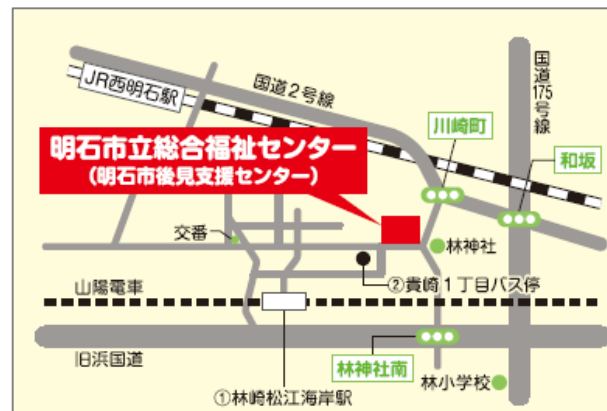 JR西明石駅
国道2号線
国道175号線
川崎町
和坂
明石市立総合福祉センター
（明石市後見支援センター）
交番
林神社
②貴崎1丁目バス停
山陽電車
旧浜国道
林神社南
①林崎松江海岸駅
林小学校